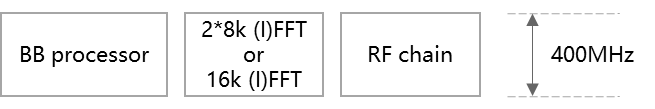 BB processor
2*8k (I)FFT
or
16k (I)FFT
RF chain
400MHz